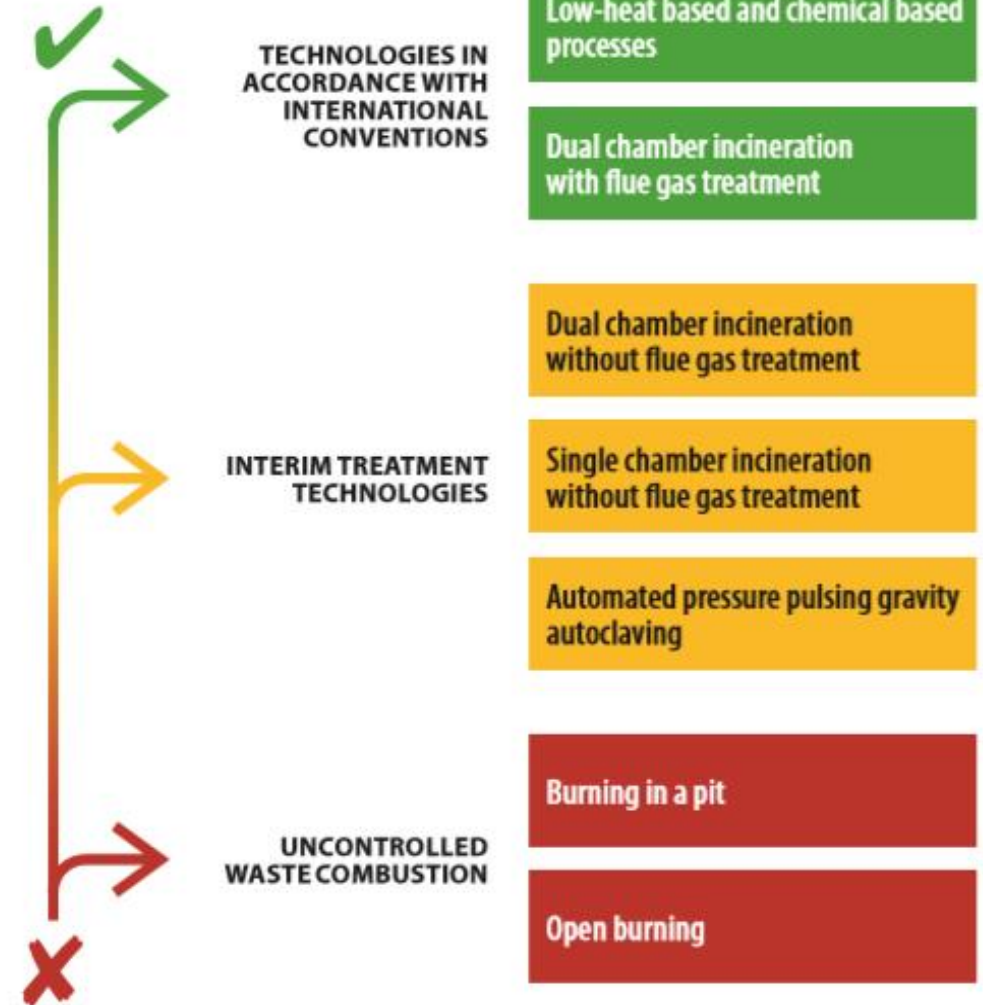 Low-heat based and chemical based
processes
TECHNOLOGIES IN
ACCORDANCE WITH
INTERNATIONAL
CONVENTIONS
Dual chamber incineration
with flue gas treatment
Dual chamber incineration
without flue gas treatment
INTERIM TREATMENT
TECHNOLOGIES
Single chamber incineration
without flue gas treatment
Automated pressure pulsing gravity
autoclaving
UNCONTROLLED
WASTE COMBUSTION
Burning in a pit
Open burning